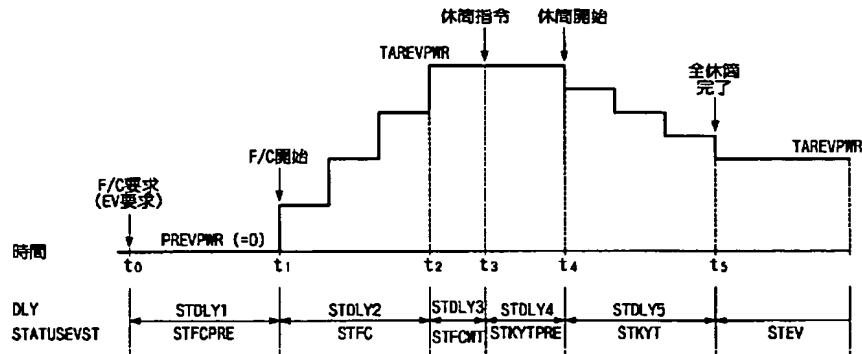 休筒指令
休筒開始
TAREVPWR
全休筒
完了
F/C開始
TAREVPWR
F/C要求
(EV要求)
PREVPWR (=0)
時間
t0 t1 t2 t3 t4 t5
DLY STDLY1 STDLY2 STDLY3 STDLY4 STDLY5
STATUSEVST STFCPRE STFC STFCWT STKYTPRE STKYT STEV